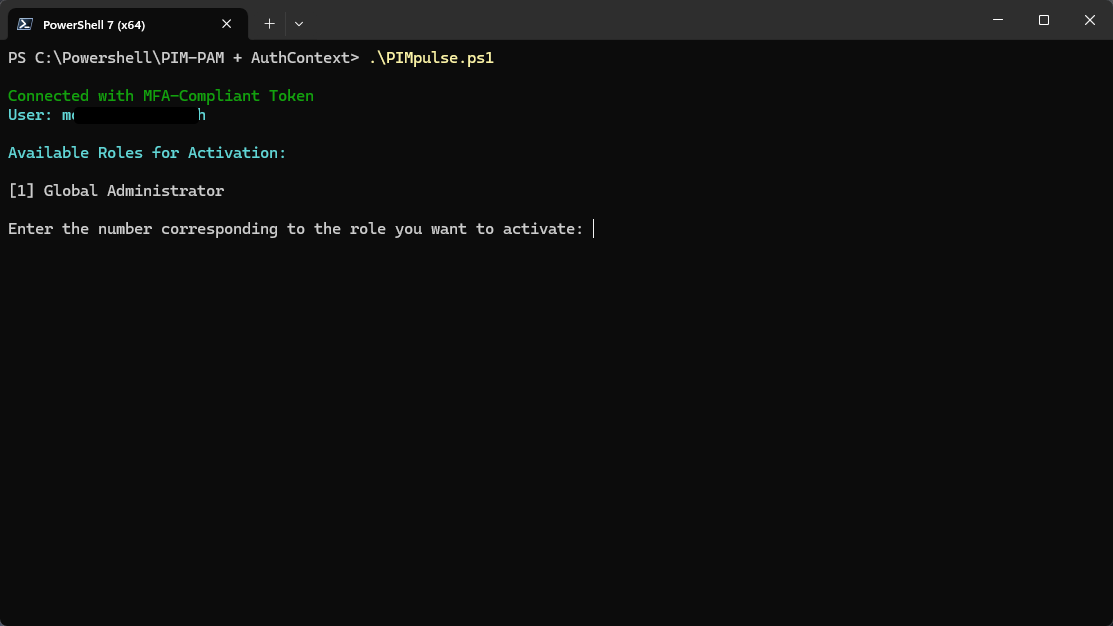 PowerShell 7 (x64)
PS C:\Powershell\PIM-PAM + AuthContext> .\PIMpulse.ps1
Connected with MFA-Compliant Token
User:
Available Roles for Activation:
[1] Global Administrator
Enter the number corresponding to the role you want to activate: